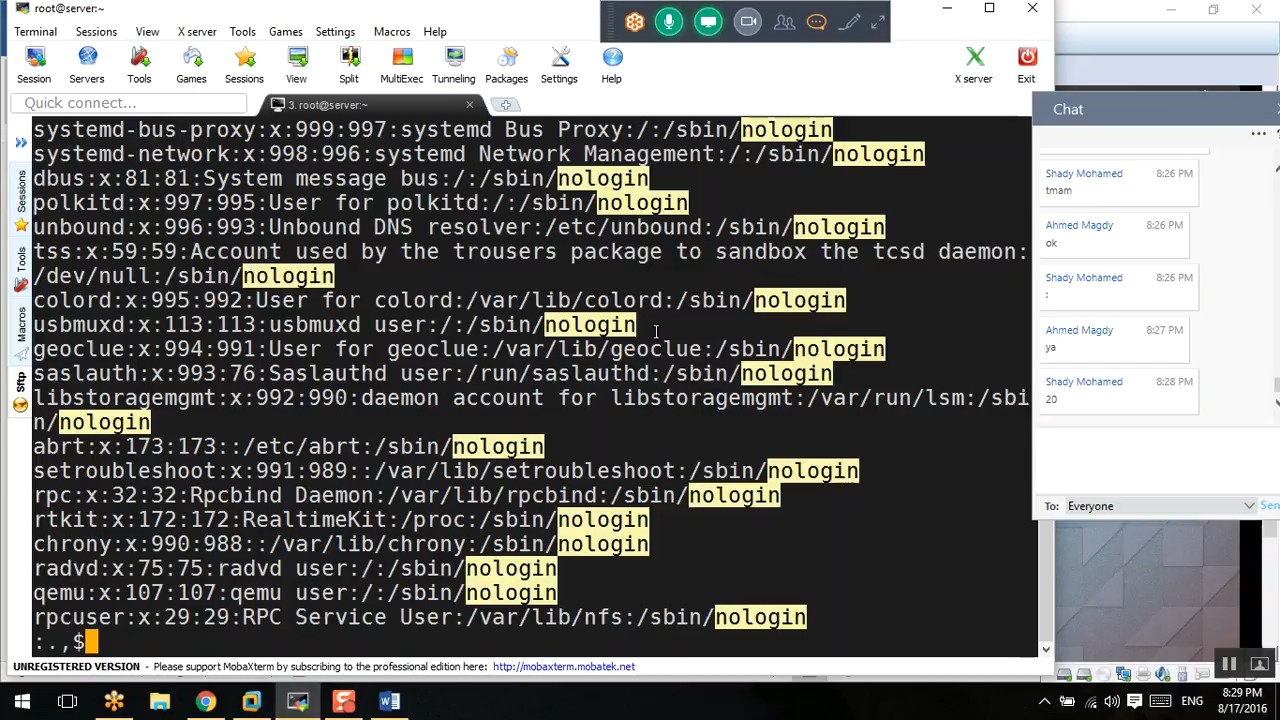 root@server:~
Terminal Sessions View X server Tools Games Settings Macros Help
Session Servers Tools Games Sessions View Split MultiExec Tunneling Packages Settings Help X server Exit
Quick connect...
3. root@server:~
Sessions
Tools
Macros
Sftp
systemd-bus-proxy:x:999:997:systemd Bus Proxy:/:/sbin/nologin
systemd-network:x:998:996:systemd Network Management:/:/sbin/nologin
dbus:x:81:81:System message bus:/:/sbin/nologin
polkitd:x:997:995:User for polkitd:/:/sbin/nologin
unbound:x:996:993:Unbound DNS resolver:/etc/unbound:/sbin/nologin
tss:x:59:59:Account used by the trousers package to sandbox the tcsd daemon:
/dev/null:/sbin/nologin
colord:x:995:992:User for colord:/var/lib/colord:/sbin/nologin
usbmuxd:x:113:113:usbmuxd user:/:/sbin/nologin
geoclue:x:994:991:User for geoclue:/var/lib/geoclue:/sbin/nologin
saslauth:x:993:76:Saslauthd user:/run/saslauthd:/sbin/nologin
libstoragemgmt:x:992:990:daemon account for libstoragemgmt:/var/run/lsm:/sbi
n/nologin
abrt:x:173:173::/etc/abrt:/sbin/nologin
setroubleshoot:x:991:989::/var/lib/setroubleshoot:/sbin/nologin
rpc:x:32:32:Rpcbind Daemon:/var/lib/rpcbind:/sbin/nologin
rtkit:x:172:172:RealtimeKit:/proc:/sbin/nologin
chrony:x:990:988::/var/lib/chrony:/sbin/nologin
radvd:x:75:75:radvd user:/:/sbin/nologin
qemu:x:107:107:qemu user:/:/sbin/nologin
rpcuser:x:29:29:RPC Service User:/var/lib/nfs:/sbin/nologin
:.,$
UNREGISTERED VERSION - Please support MobaXterm by subscribing to the professional edition here: http://mobaxterm.mobatek.net
Chat
Shady Mohamed 8:26 PM
tmam
Ahmed Magdy 8:26 PM
ok
Shady Mohamed 8:26 PM
:
Ahmed Magdy 8:27 PM
ya
Shady Mohamed 8:28 PM
20
To: Everyone Sen
ENG
8:29 PM
8/17/2016